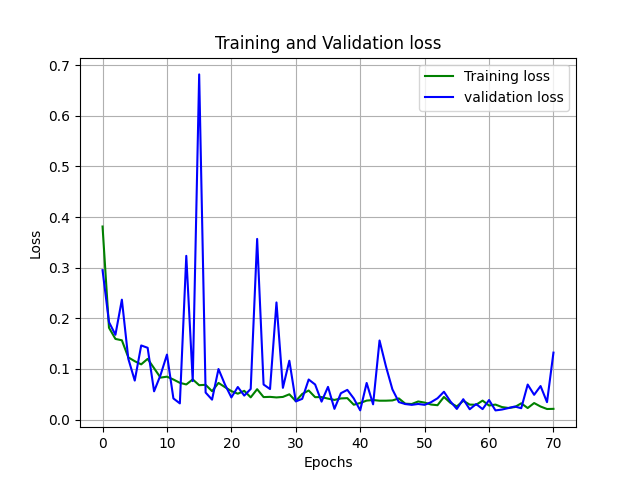 Training and Validation loss
Training loss
validation loss
Loss
0.7
0.6
0.5
0.4
0.3
0.2
0.1
0.0
0 10 20 30 40 50 60 70
Epochs